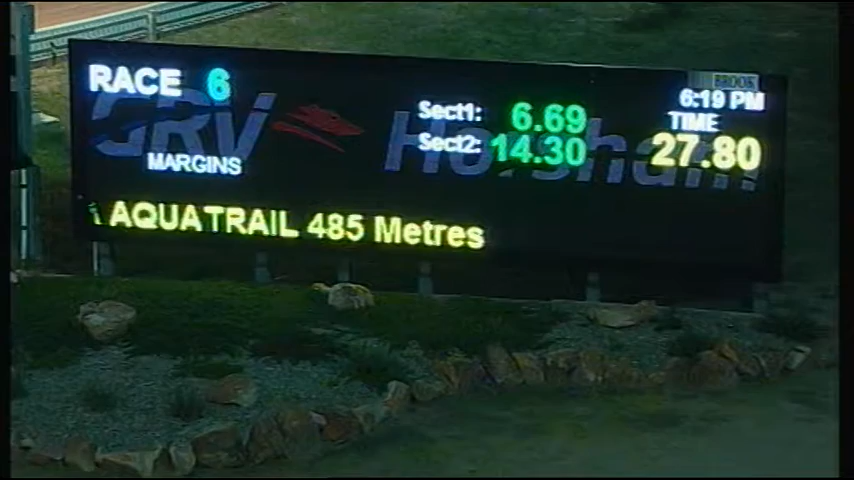 BROOK
RACE 6
6:19 PM
GRV
Horsham
Sect1: 6.69
TIME
Sect2: 14.30
27.80
MARGINS
AQUATRAIL 485 Metres